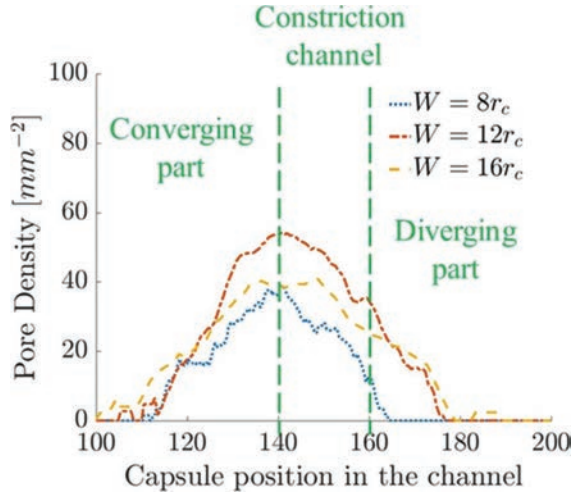 Constriction
channel
100
80
60
40
20
0
Pore Density [mm⁻²]
Converging
part
W = 8r_c
W = 12r_c
W = 16r_c
Diverging
part
100 120 140 160 180 200
Capsule position in the channel